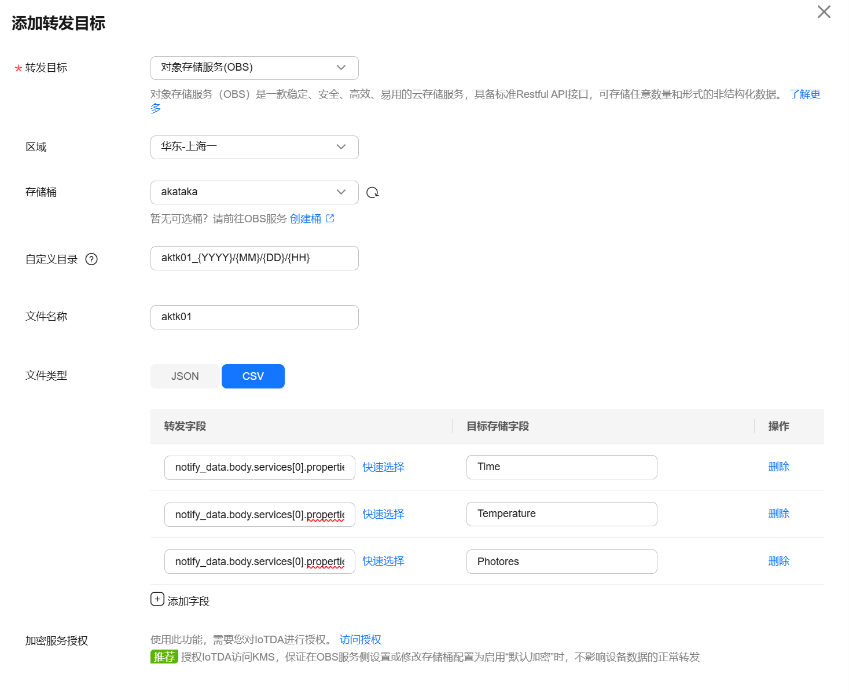 添加转发目标
* 转发目标 对象存储服务(OBS)
对象存储服务（OBS）是一款稳定、安全、高效、易用的云存储服务，具备标准Restful API接口，可存储任意数量和形式的非结构化数据。 了解更
多
区域 华东-上海一
存储桶 akataka
暂无可选桶？请前往OBS服务 创建桶
自定义目录 ? aktk01_{YYYY}/{MM}/{DD}/{HH}
文件名称 aktk01
文件类型 JSON CSV
转发字段 目标存储字段 操作
notify_data.body.services[0].propertie 快速选择 Time 删除
notify_data.body.services[0].propertie 快速选择 Temperature 删除
notify_data.body.services[0].propertie 快速选择 Photores 删除
添加字段
加密服务授权 使用此功能，需要您对IoTDA进行授权。 访问授权
推荐 授权IoTDA访问KMS，保证在OBS服务侧设置或修改存储桶配置为启用“默认加密”时，不影响设备数据的正常转发